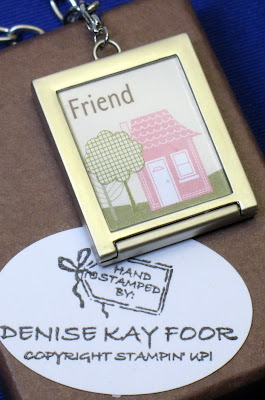 Friend
HAND
STAMPED
BY:
DENISE KAY FOOR
COPYRIGHT STAMPIN' UP!